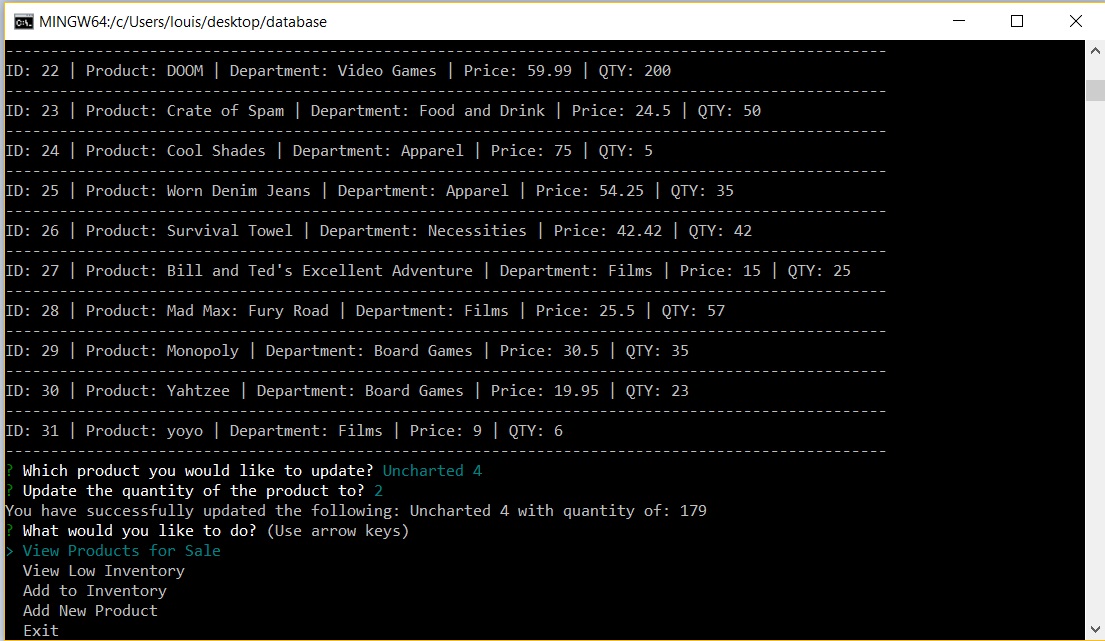 MINGW64:/c/Users/louis/desktop/database
--------------------------------------------------------------------------------------------------
ID: 22 | Product: DOOM | Department: Video Games | Price: 59.99 | QTY: 200
--------------------------------------------------------------------------------------------------
ID: 23 | Product: Crate of Spam | Department: Food and Drink | Price: 24.5 | QTY: 50
--------------------------------------------------------------------------------------------------
ID: 24 | Product: Cool Shades | Department: Apparel | Price: 75 | QTY: 5
--------------------------------------------------------------------------------------------------
ID: 25 | Product: Worn Denim Jeans | Department: Apparel | Price: 54.25 | QTY: 35
--------------------------------------------------------------------------------------------------
ID: 26 | Product: Survival Towel | Department: Necessities | Price: 42.42 | QTY: 42
--------------------------------------------------------------------------------------------------
ID: 27 | Product: Bill and Ted's Excellent Adventure | Department: Films | Price: 15 | QTY: 25
--------------------------------------------------------------------------------------------------
ID: 28 | Product: Mad Max: Fury Road | Department: Films | Price: 25.5 | QTY: 57
--------------------------------------------------------------------------------------------------
ID: 29 | Product: Monopoly | Department: Board Games | Price: 30.5 | QTY: 35
--------------------------------------------------------------------------------------------------
ID: 30 | Product: Yahtzee | Department: Board Games | Price: 19.95 | QTY: 23
--------------------------------------------------------------------------------------------------
ID: 31 | Product: yoyo | Department: Films | Price: 9 | QTY: 6
--------------------------------------------------------------------------------------------------
? Which product you would like to update? Uncharted 4
? Update the quantity of the product to? 2
You have successfully updated the following: Uncharted 4 with quantity of: 179
? What would you like to do? (Use arrow keys)
> View Products for Sale
View Low Inventory
Add to Inventory
Add New Product
Exit